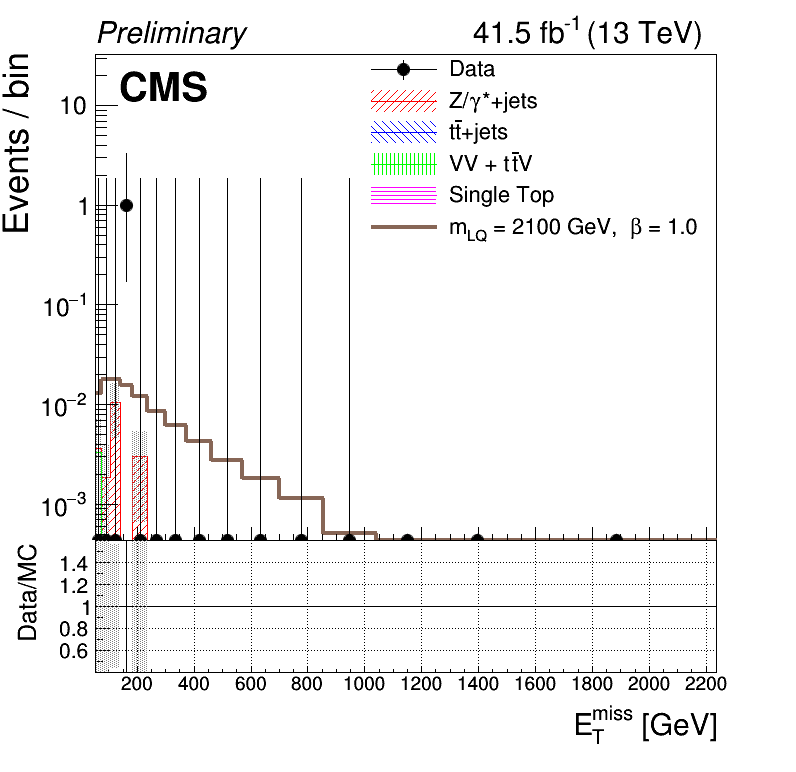 Preliminary 41.5 fb⁻¹ (13 TeV)
CMS
Data
Z/γ*+jets
tt̄+jets
VV + tt̄V
Single Top
m_LQ = 2100 GeV, β = 1.0
Events / bin
10
1
10⁻¹
10⁻²
10⁻³
Data/MC
1.4
1.2
1
0.8
0.6
200 400 600 800 1000 1200 1400 1600 1800 2000 2200
E_T^miss [GeV]